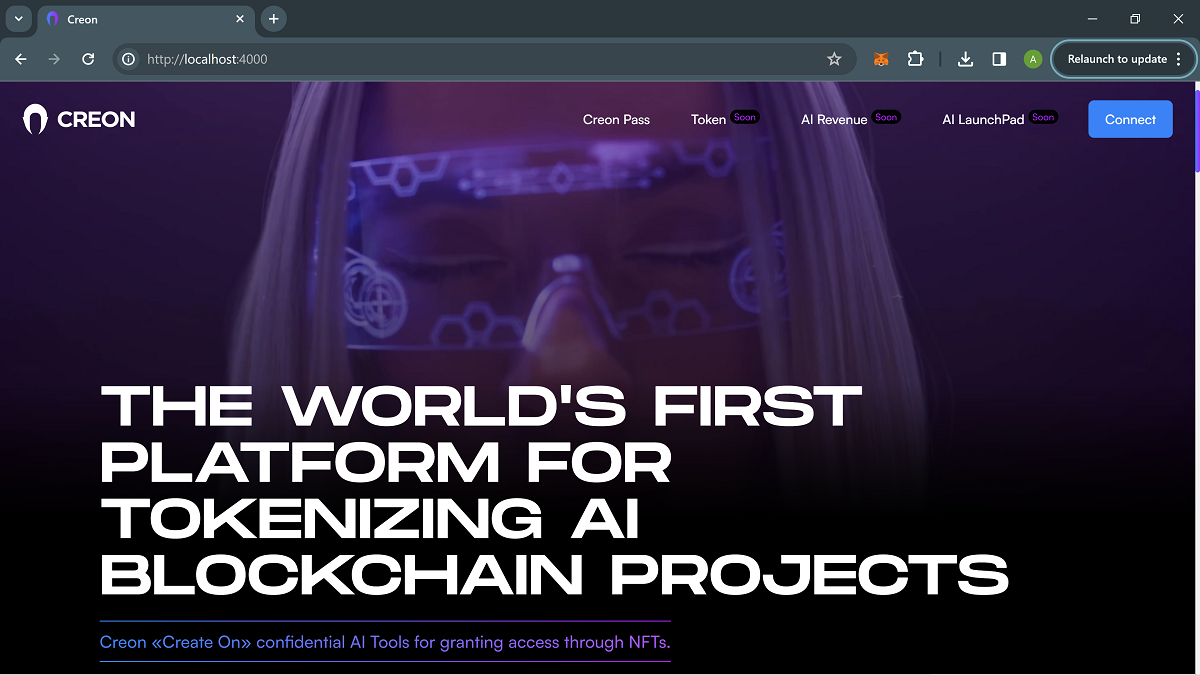 Creon
http://localhost:4000
A
Relaunch to update
CREON
Creon Pass
Token Soon
AI Revenue Soon
AI LaunchPad Soon
Connect
THE WORLD'S FIRST
PLATFORM FOR
TOKENIZING AI
BLOCKCHAIN PROJECTS
Creon «Create On» confidential AI Tools for granting access through NFTs.